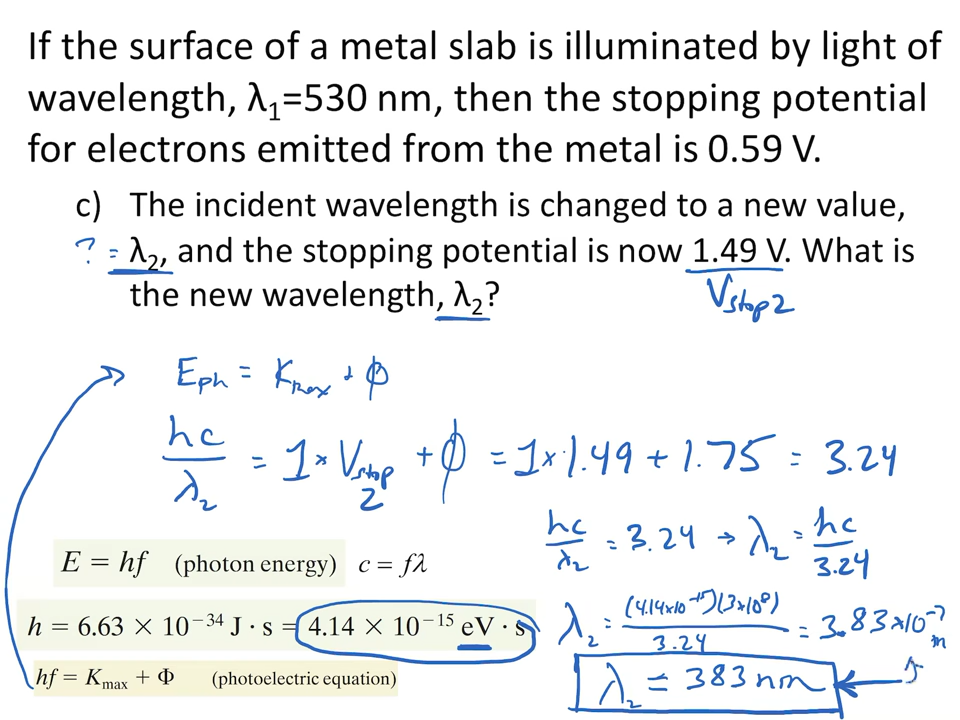 If the surface of a metal slab is illuminated by light of
wavelength, λ₁=530 nm, then the stopping potential
for electrons emitted from the metal is 0.59 V.
c) The incident wavelength is changed to a new value,
? = λ₂, and the stopping potential is now 1.49 V. What is
the new wavelength, λ₂?
Vstop2
Eph = Kmax + ϕ
hc/λ₂ = 1 × Vstop2 + ϕ = 1 × 1.49 + 1.75 = 3.24
hc/λ₂ = 3.24 → λ₂ = hc/3.24
E = hf (photon energy) c = fλ
h = 6.63 × 10⁻³⁴ J · s = 4.14 × 10⁻¹⁵ eV · s
λ₂ = (4.14×10⁻¹⁵)(3×10⁸)/3.24 = 3.83×10⁻⁷ m
hf = Kmax + Φ (photoelectric equation)
λ₂ = 383 nm